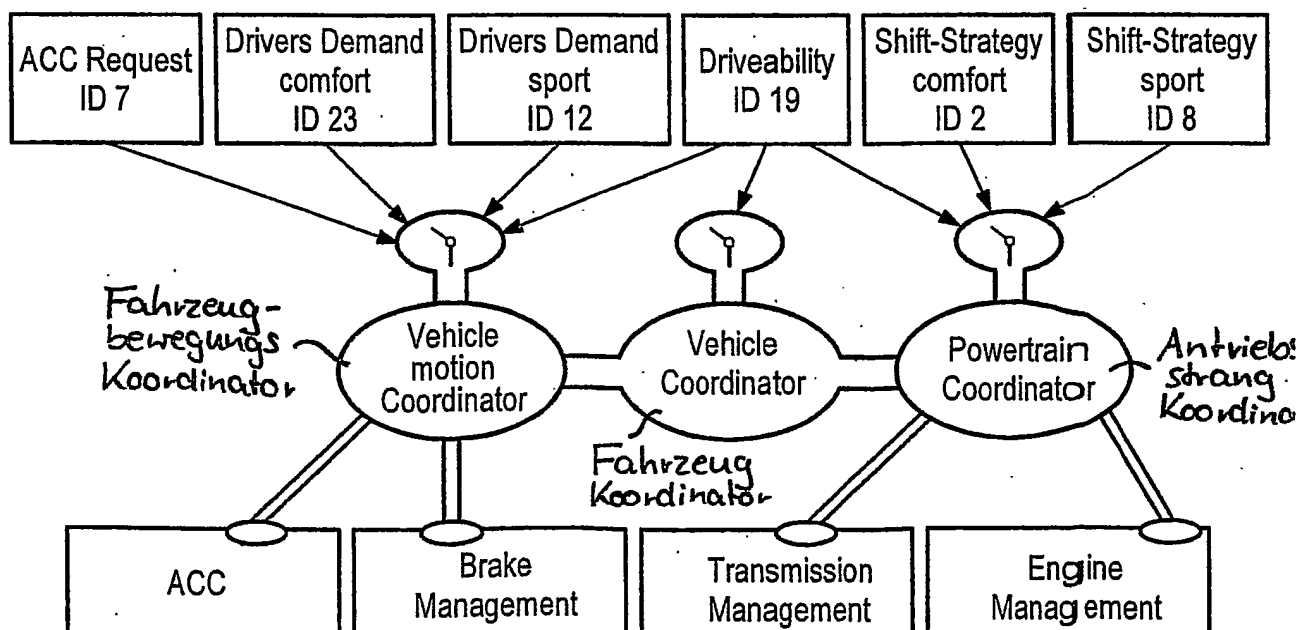 ACC Request
ID 7
Drivers Demand
comfort
ID 23
Drivers Demand
sport
ID 12
Driveability
ID 19
Shift-Strategy
comfort
ID 2
Shift-Strategy
sport
ID 8
Fahrzeug-
bewegungs
Koordinator
Vehicle
motion
Coordinator
Vehicle
Coordinator
Fahrzeug
Koordinator
Powertrain
Coordinator
Antriebs
strang
Koordina
ACC
Brake
Management
Transmission
Management
Engine
Management